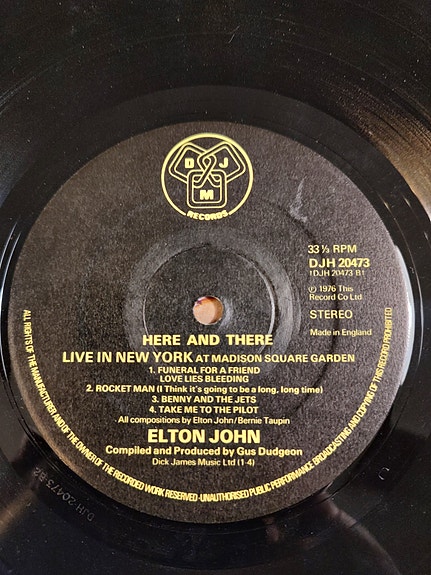 D J
M
RECORDS
33⅓ RPM
DJH 20473
(DJH 20473 B)
℗ 1976 This
Record Co Ltd
STEREO
Made in England
HERE AND THERE
LIVE IN NEW YORK AT MADISON SQUARE GARDEN
1. FUNERAL FOR A FRIEND
LOVE LIES BLEEDING
2. ROCKET MAN (I Think it's going to be a long, long time)
3. BENNY AND THE JETS
4. TAKE ME TO THE PILOT
All compositions by Elton John/Bernie Taupin
ELTON JOHN
Compiled and Produced by Gus Dudgeon
Dick James Music Ltd (1-4)
ALL RIGHTS OF THE MANUFACTURER AND OF THE OWNER OF THE RECORDED WORK RESERVED-UNAUTHORISED PUBLIC PERFORMANCE BROADCASTING AND COPYING OF THIS RECORD PROHIBITED
DJH 20473